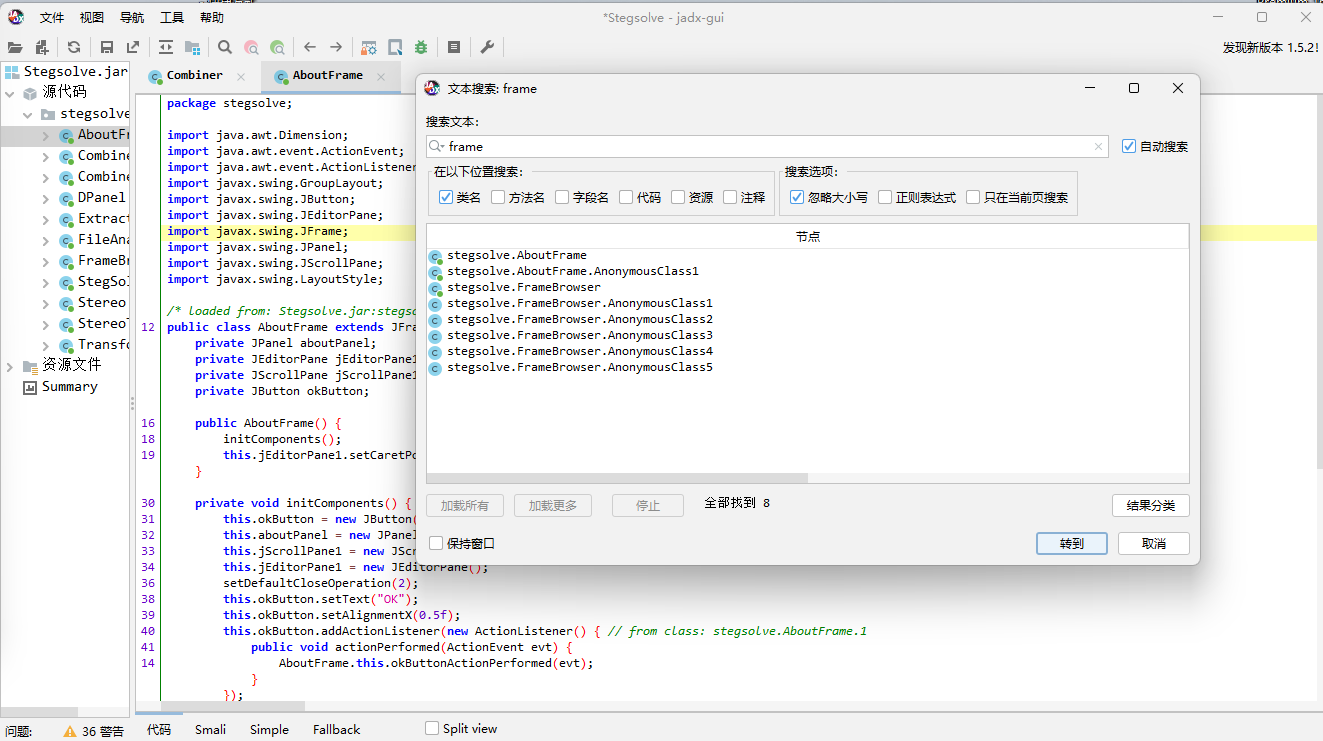 文件 视图 导航 工具 帮助
*Stegsolve - jadx-gui
发现新版本 1.5.2!
Stegsolve.jar
源代码
stegsolve
AboutFr
Combine
Combine
DPanel
Extract
FileAna
FrameBr
StegSol
Stereo
Stereo
Transfo
资源文件
Summary
Combiner
AboutFrame
package stegsolve;
import java.awt.Dimension;
import java.awt.event.ActionEvent;
import java.awt.event.ActionListener
import javax.swing.GroupLayout;
import javax.swing.JButton;
import javax.swing.JEditorPane;
import javax.swing.JFrame;
import javax.swing.JPanel;
import javax.swing.JScrollPane;
import javax.swing.LayoutStyle;
/* loaded from: Stegsolve.jar:stegso
12 public class AboutFrame extends JFra
private JPanel aboutPanel;
private JEditorPane jEditorPane1
private JScrollPane jScrollPane1
private JButton okButton;
16 public AboutFrame() {
18 initComponents();
19 this.jEditorPane1.setCaretPo
}
30 private void initComponents() {
31 this.okButton = new JButton(
32 this.aboutPanel = new JPanel
33 this.jScrollPane1 = new JScr
34 this.jEditorPane1 = new JEditorPane();
36 setDefaultCloseOperation(2);
38 this.okButton.setText("OK");
39 this.okButton.setAlignmentX(0.5f);
40 this.okButton.addActionListener(new ActionListener() { // from class: stegsolve.AboutFrame.1
41 public void actionPerformed(ActionEvent evt) {
14 AboutFrame.this.okButtonActionPerformed(evt);
}
});
文本搜索: frame
搜索文本:
frame
自动搜索
在以下位置搜索:
类名 方法名 字段名 代码 资源 注释
搜索选项:
忽略大小写 正则表达式 只在当前页搜索
节点
stegsolve.AboutFrame
stegsolve.AboutFrame.AnonymousClass1
stegsolve.FrameBrowser
stegsolve.FrameBrowser.AnonymousClass1
stegsolve.FrameBrowser.AnonymousClass2
stegsolve.FrameBrowser.AnonymousClass3
stegsolve.FrameBrowser.AnonymousClass4
stegsolve.FrameBrowser.AnonymousClass5
加载所有 加载更多 停止 全部找到 8 结果分类
保持窗口 转到 取消
问题: 36 警告 代码 Smali Simple Fallback Split view